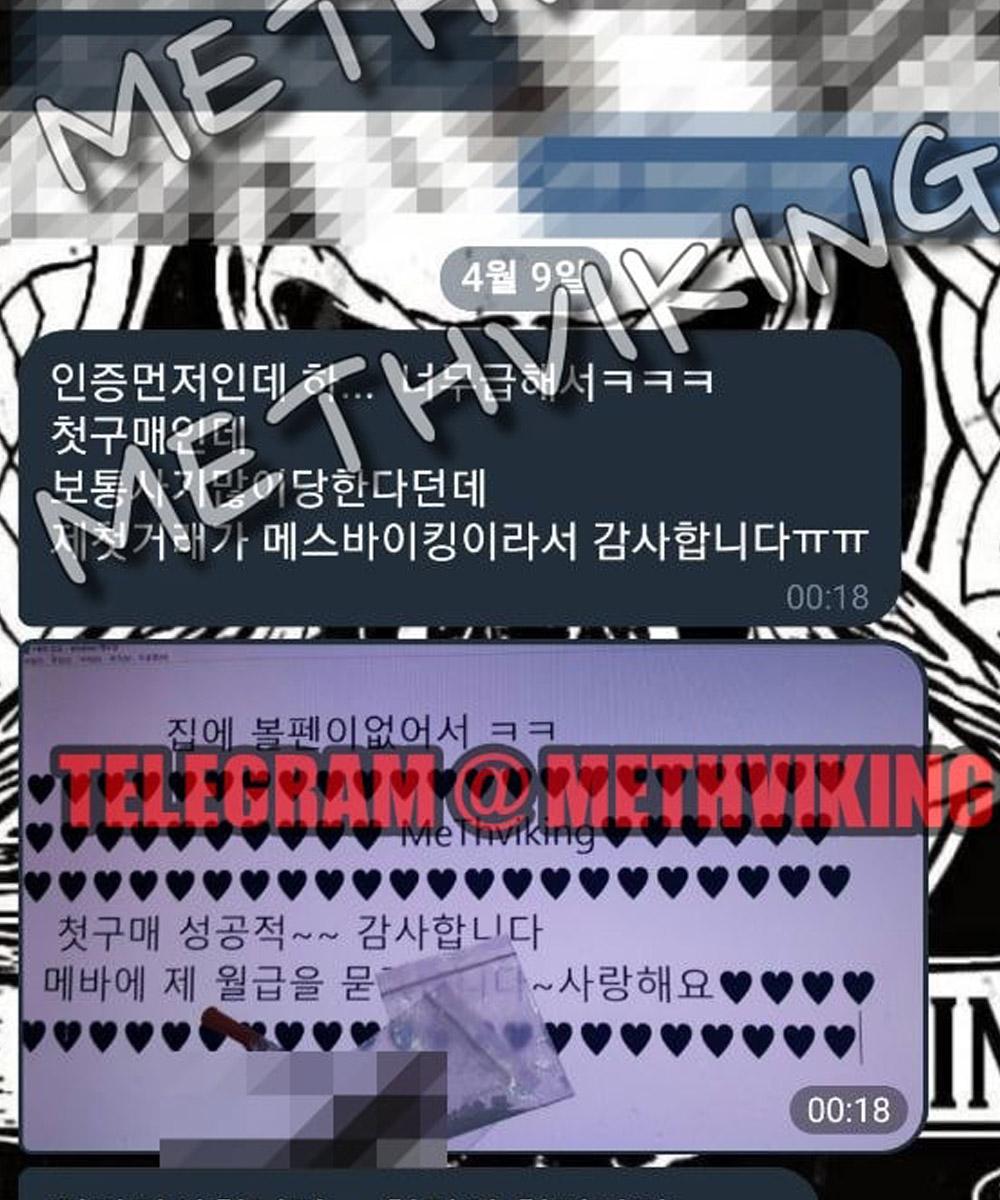 METH
METHVIKING
4월 9일
인증먼저인데 하... 너무급해서ㅋㅋㅋ
첫구매인데
보통사기많이당한다던데
제첫거래가 메스바이킹이라서 감사합니다ㅠㅠ
00:18
집에 볼펜이없어서 ㅋㅋ
TELEGRAM @METHVIKING
MeThviking
첫구매 성공적~~ 감사합니다
메바에 제 월급을 ~사랑해요♥♥♥♥
00:18